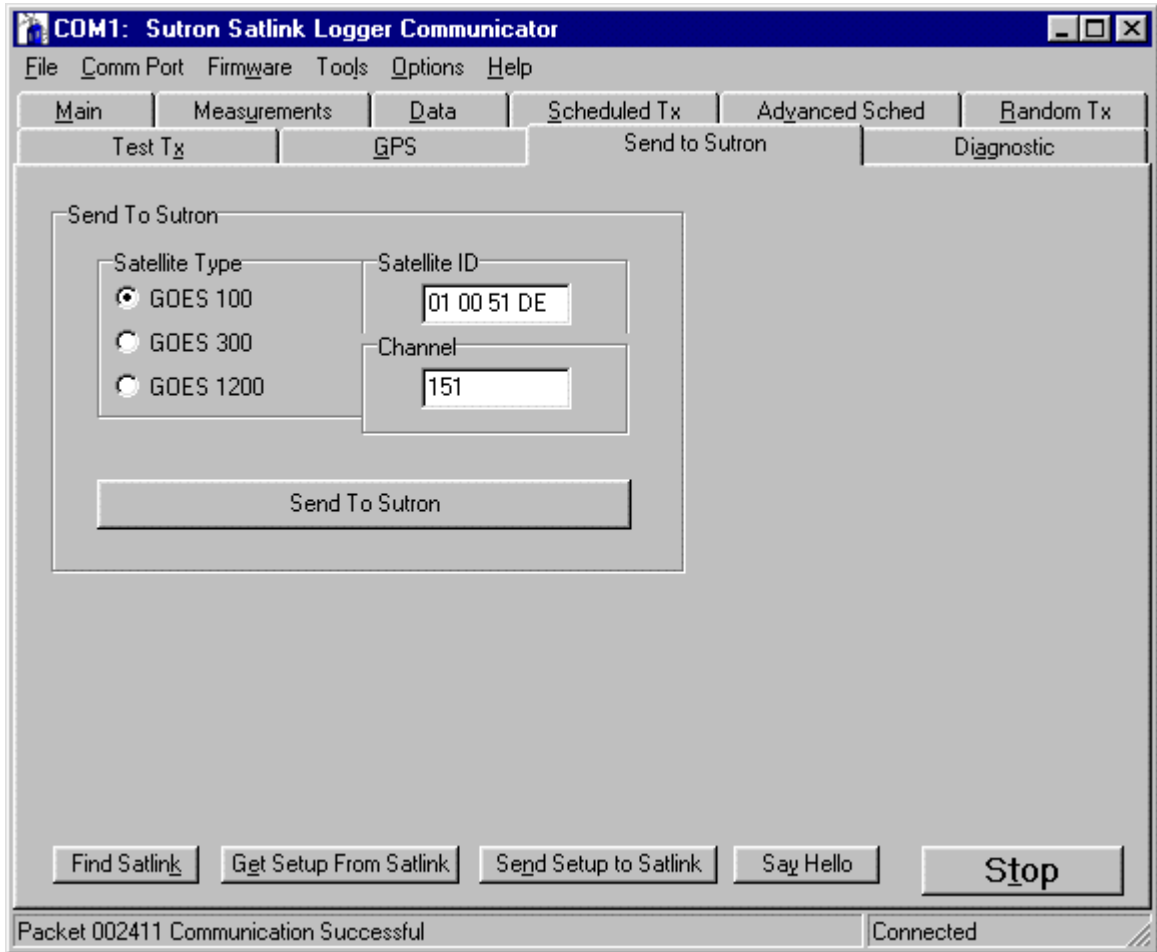 COM1: Sutron Satlink Logger Communicator
File Comm Port Firmware Tools Options Help
Main Measurements Data Scheduled Tx Advanced Sched Random Tx
Test Tx GPS Send to Sutron Diagnostic
Send To Sutron
Satellite Type Satellite ID
GOES 100 01 00 51 DE
GOES 300 Channel
GOES 1200 151
Send To Sutron
Find Satlink Get Setup From Satlink Send Setup to Satlink Say Hello Stop
Packet 002411 Communication Successful Connected